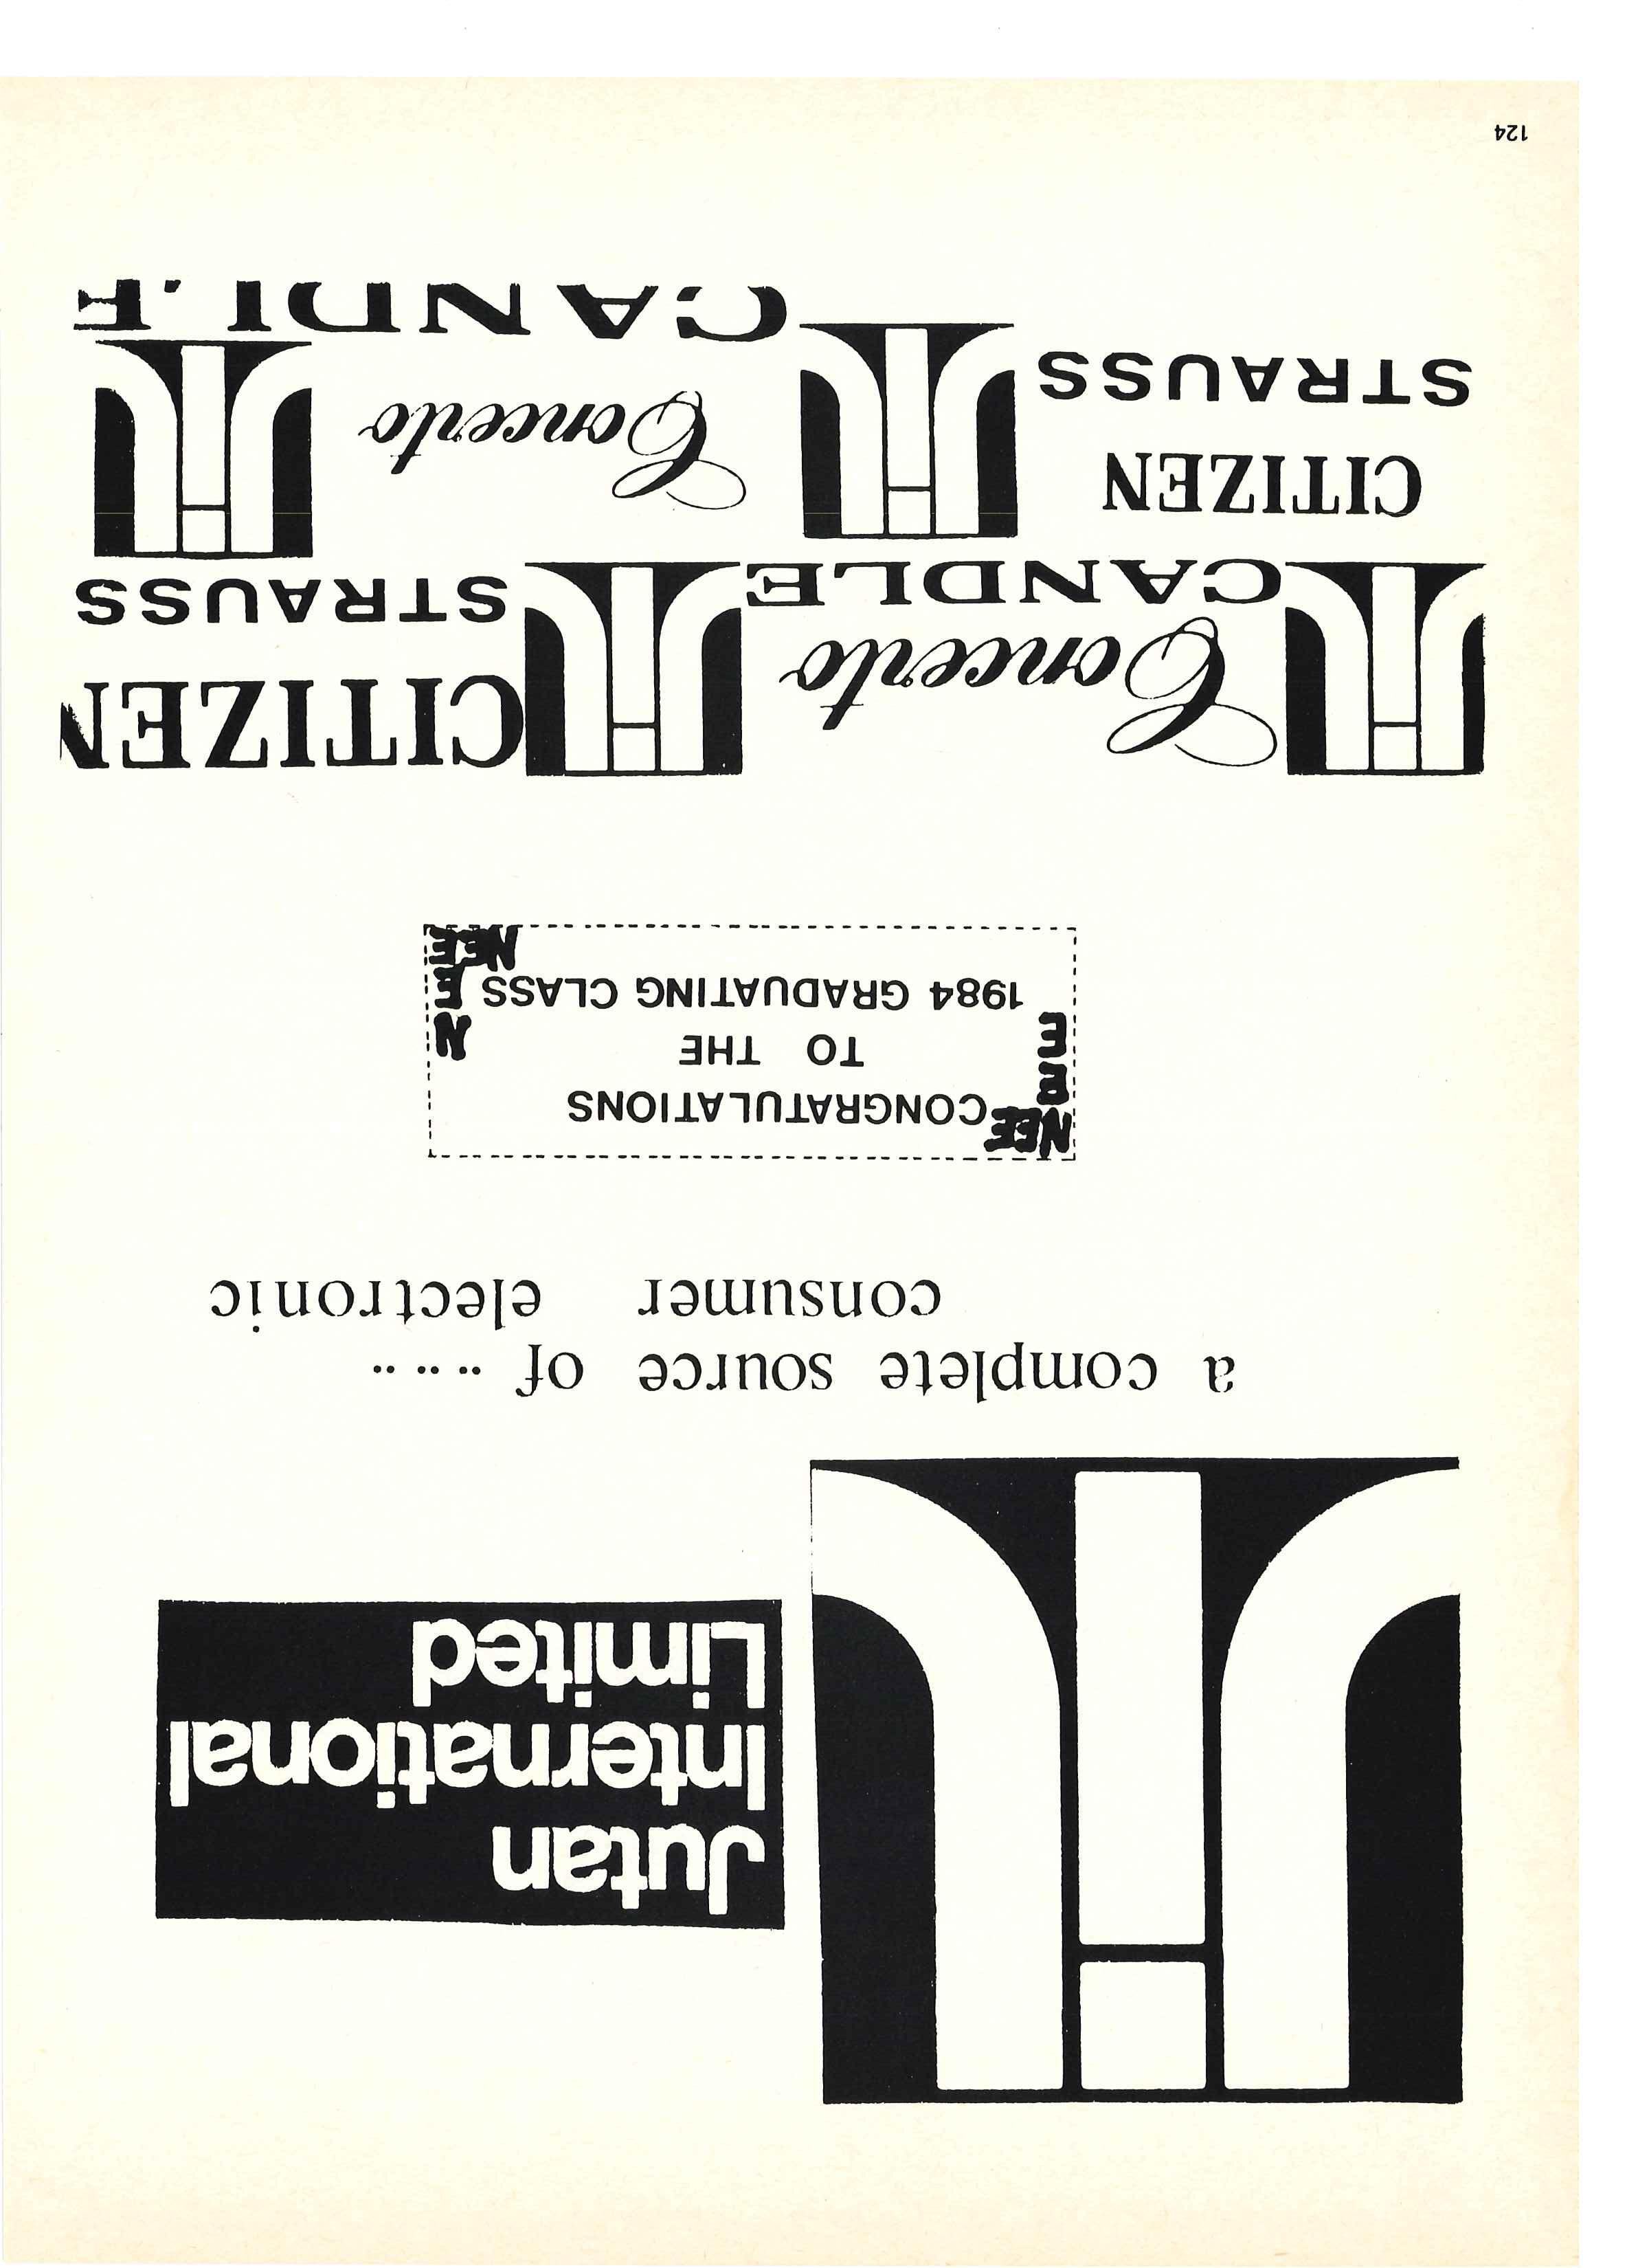 Jutan
International
Limited
a complete source of .. .. ..
consumer electronic
NEE CONGRATULATIONS
E TO THE N
1984 GRADUATING CLASS E
NEE
Concerto CITIZEN
CANDLE STRAUSS
CITIZEN Concerto
STRAUSS
CANDLE
124